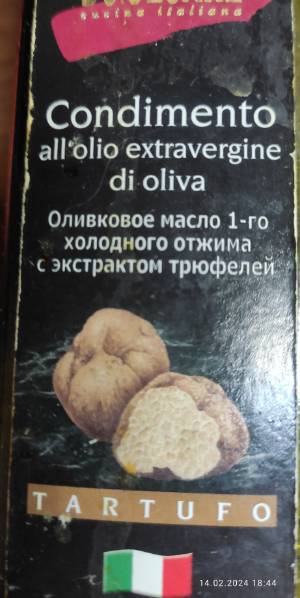 cucina italiana
Condimento
all'olio extravergine
di oliva
Оливковое масло 1-го
холодного отжима
с экстрактом трюфелей
TARTUFO
14.02.2024 18:44